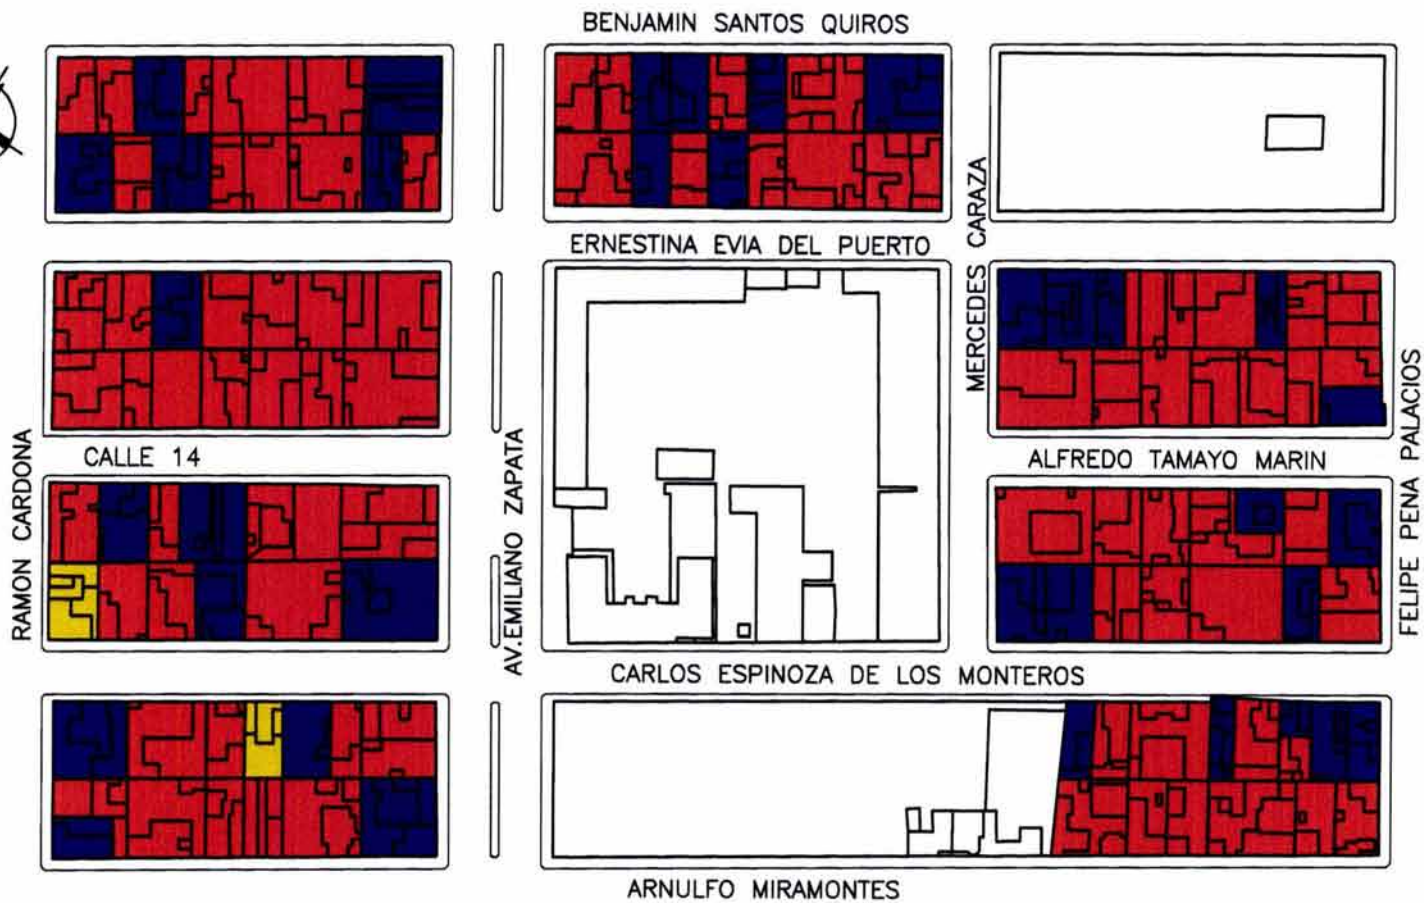 BENJAMIN SANTOS QUIROS
ERNESTINA EVIA DEL PUERTO
MERCEDES CARAZA
CALLE 14
ALFREDO TAMAYO MARIN
RAMON CARDONA
AV. EMILIANO ZAPATA
FELIPE PENA PALACIOS
CARLOS ESPINOZA DE LOS MONTEROS
ARNULFO MIRAMONTES